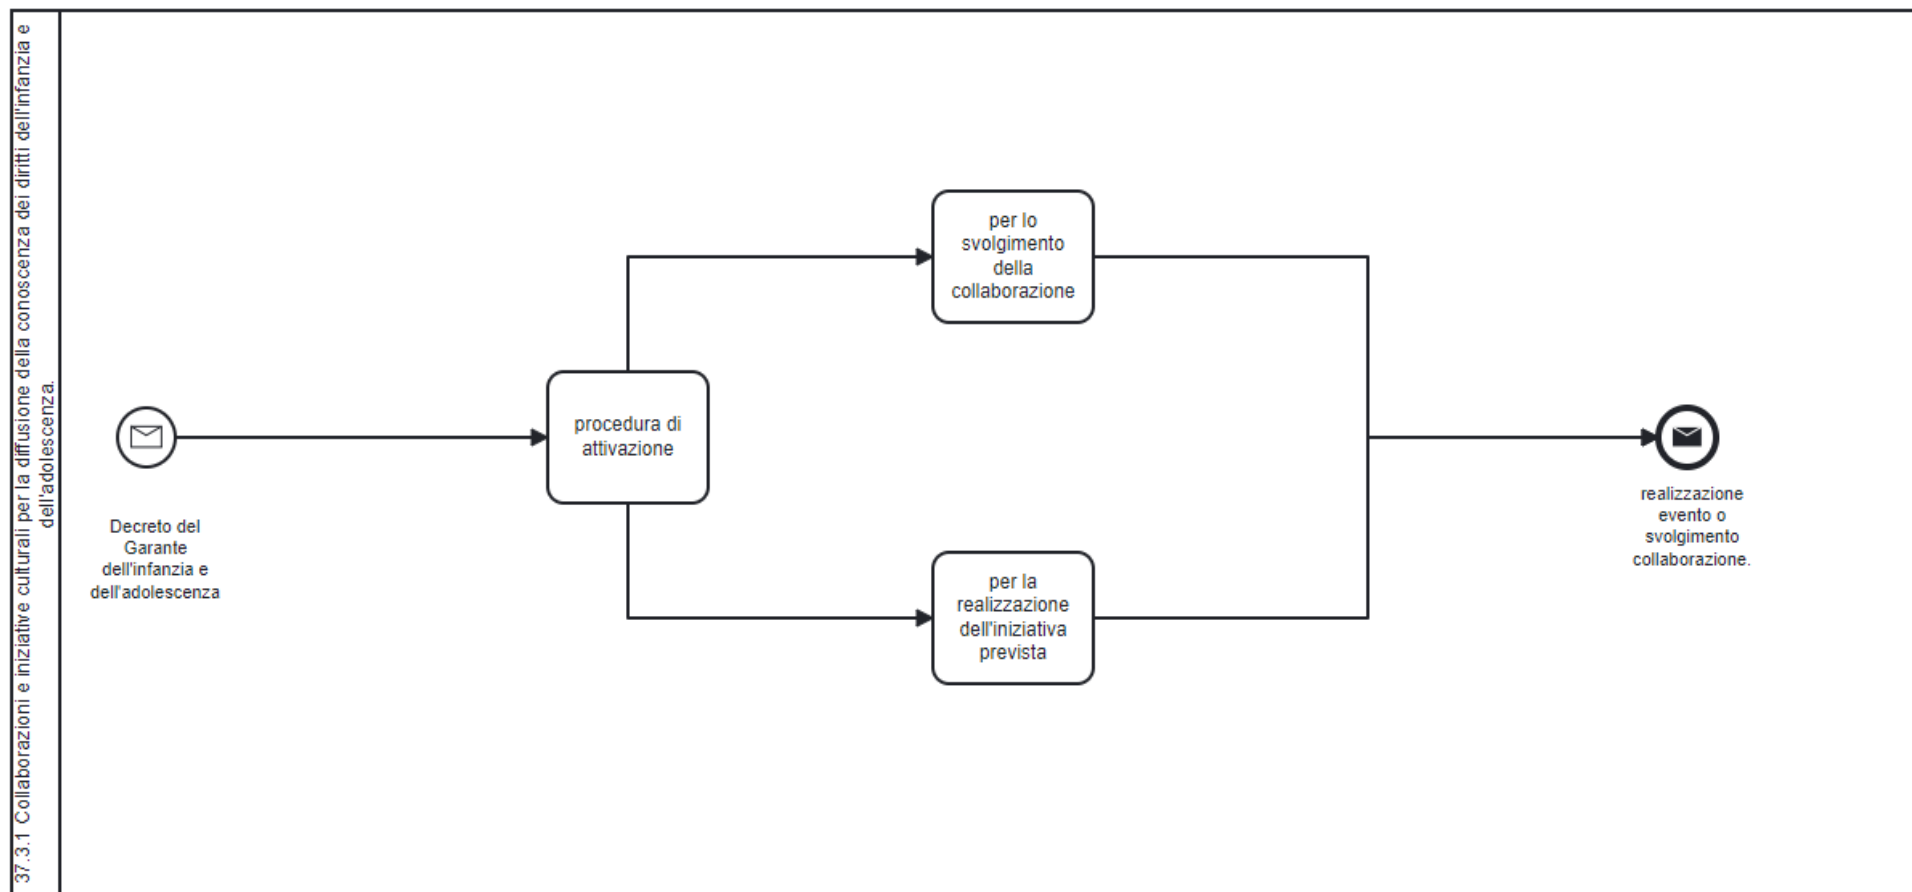 37.3.1 Collaborazioni e iniziative culturali per la diffusione della conoscenza dei diritti dell'infanzia e
dell'adolescenza.
Decreto del
Garante
dell'infanzia e
dell'adolescenza
procedura di
attivazione
per lo
svolgimento
della
collaborazione
per la
realizzazione
dell'iniziativa
prevista
realizzazione
evento o
svolgimento
collaborazione.